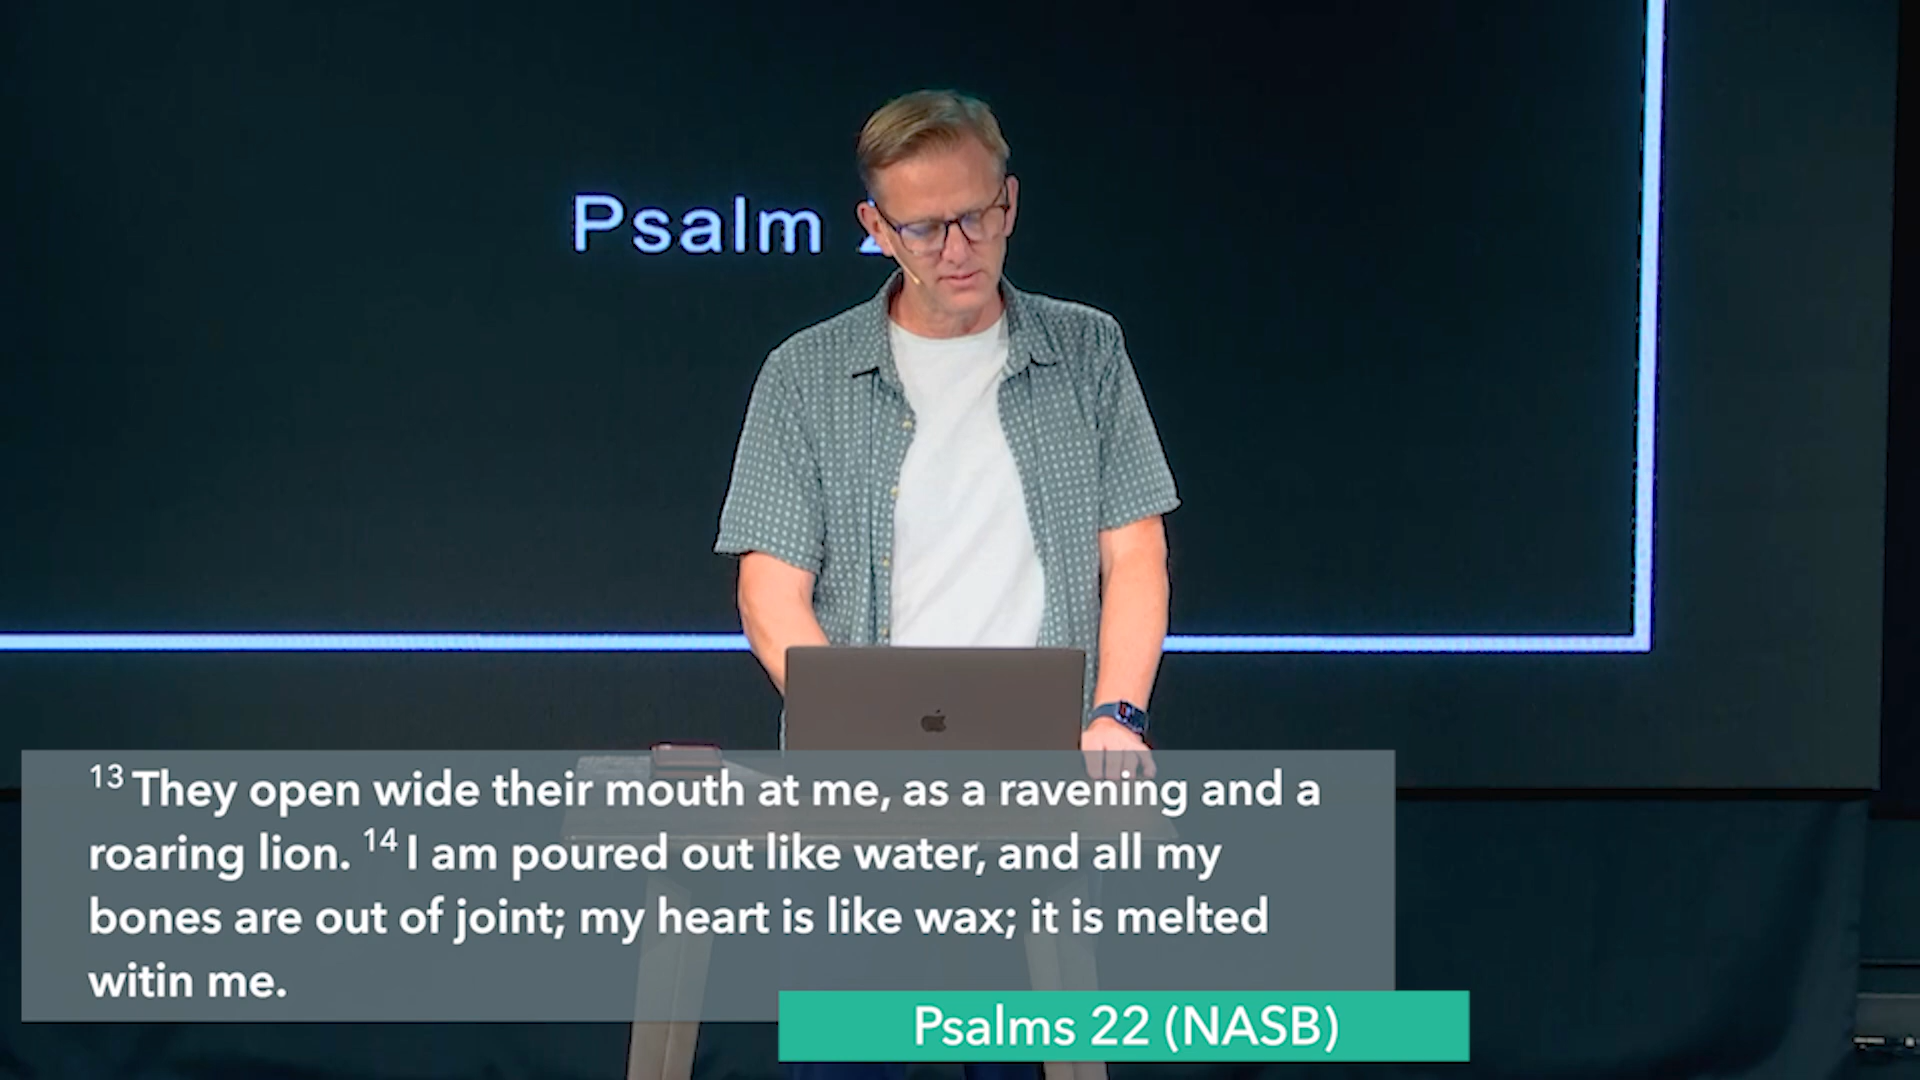 Psalm
13 They open wide their mouth at me, as a ravening and a
roaring lion. 14 I am poured out like water, and all my
bones are out of joint; my heart is like wax; it is melted
witin me.
Psalms 22 (NASB)